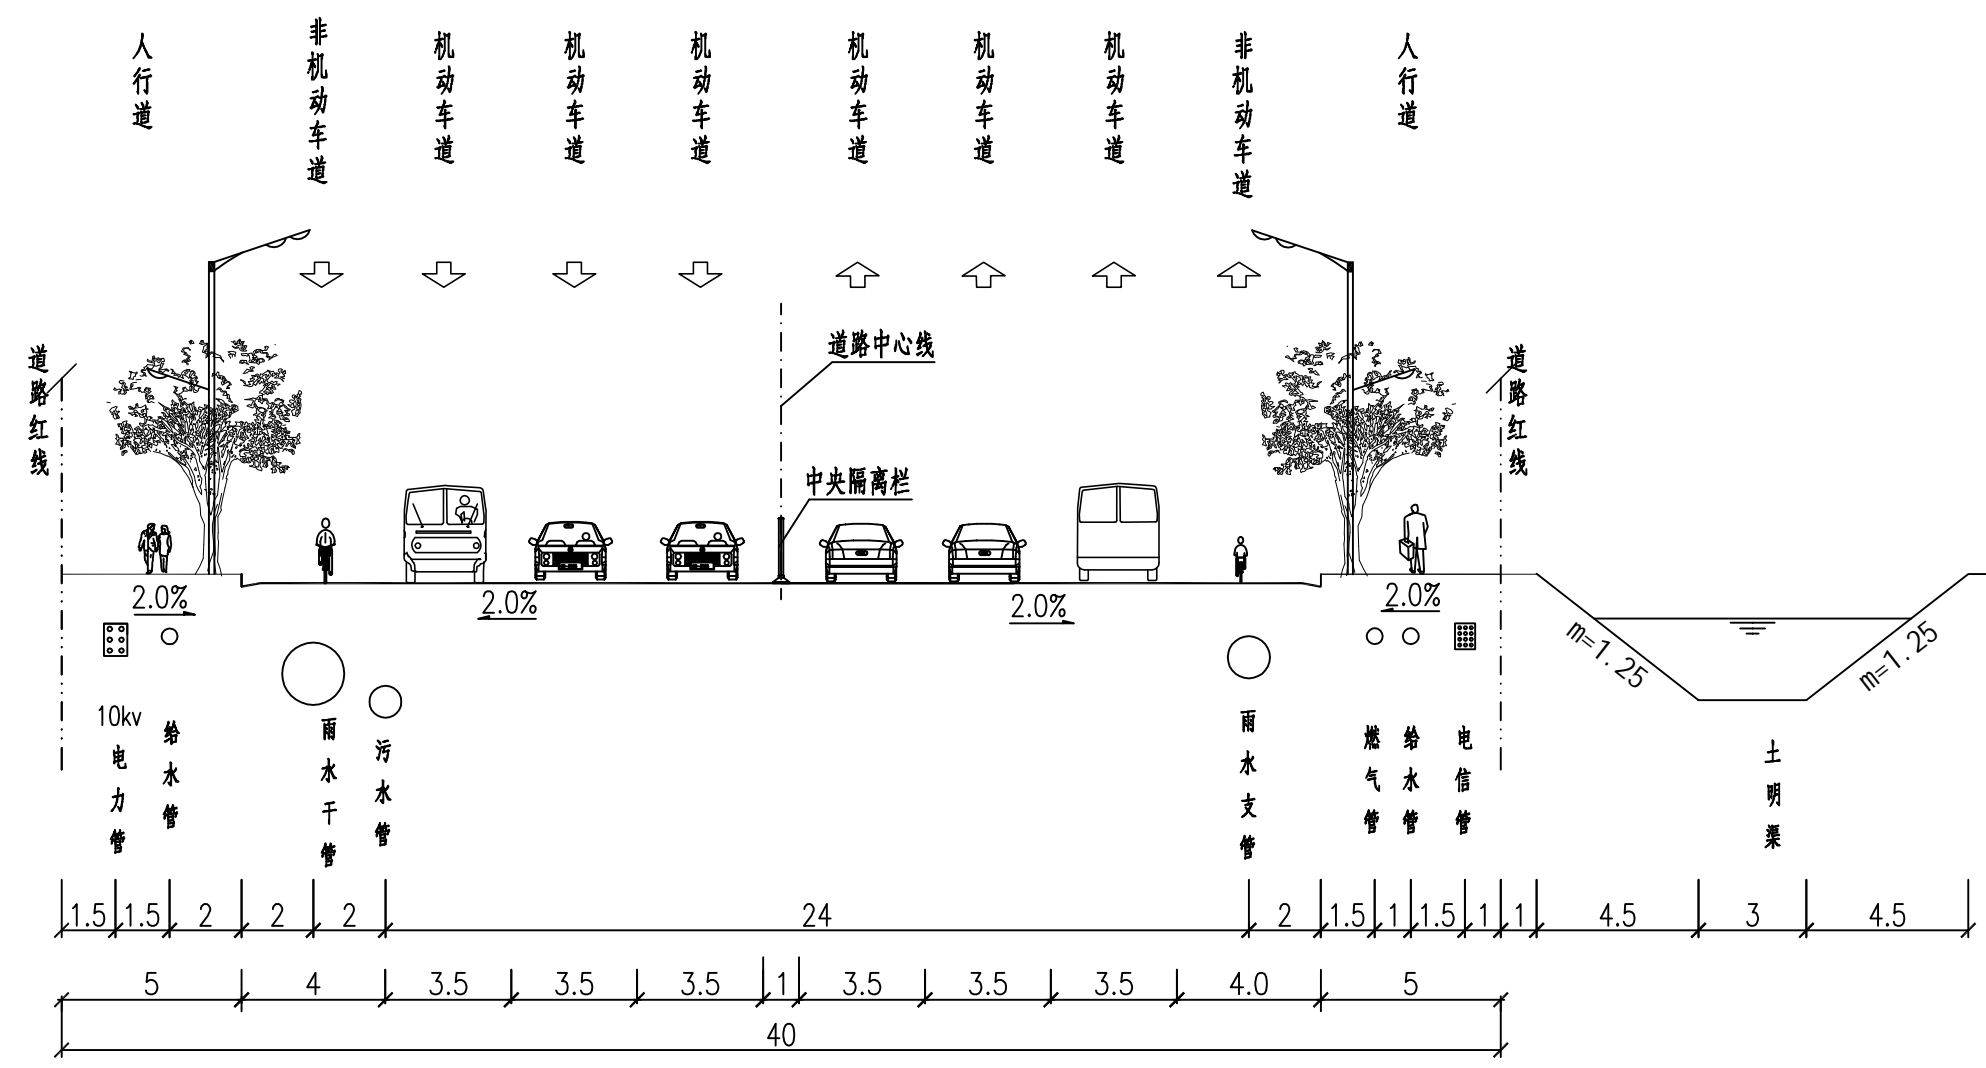 人行道
非机动车道
机动车道
机动车道
机动车道
机动车道
机动车道
机动车道
非机动车道
人行道
道路红线
道路中心线
道路红线
中央隔离栏
2.0%
2.0%
2.0%
2.0%
m=1.25
m=1.25
10kv
电力管
给水管
雨水干管
污水管
雨水支管
燃气管
给水管
电信管
土明渠
1.5 1.5 2 2 2 24 2 1.5 1 1.5 1 1 4.5 3 4.5
5 4 3.5 3.5 3.5 1 3.5 3.5 3.5 4.0 5
40